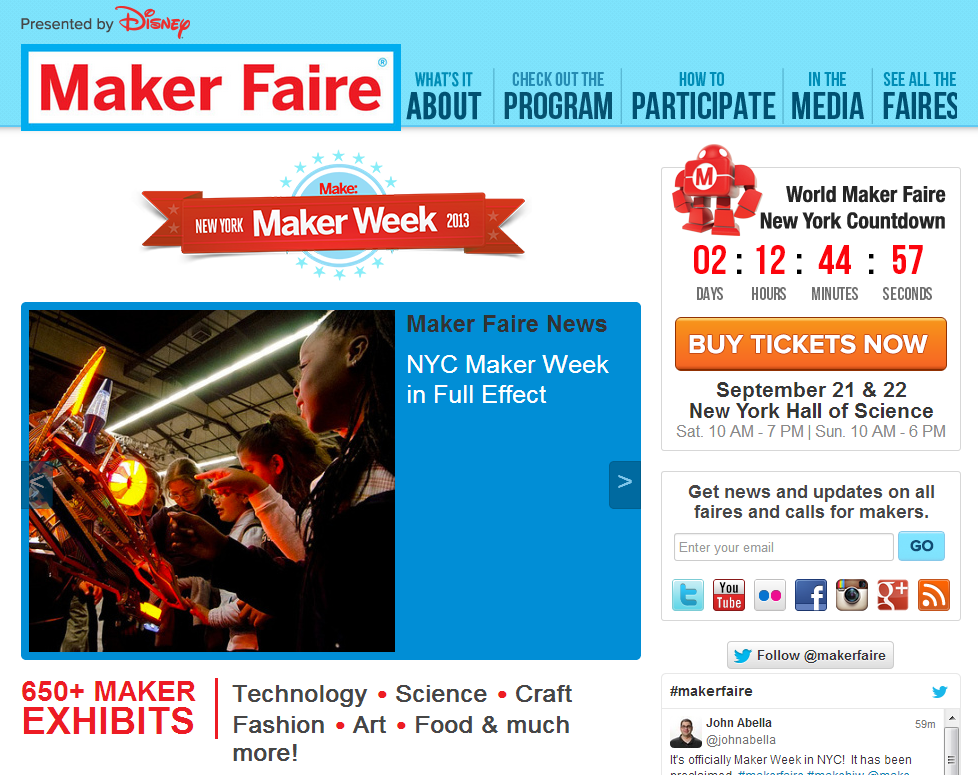 Presented by Disney
Maker Faire®
WHAT'S IT
ABOUT
CHECK OUT THE
PROGRAM
HOW TO
PARTICIPATE
IN THE
MEDIA
SEE ALL THE
FAIRES
Make:
NEW YORK Maker Week 2013
M
World Maker Faire
New York Countdown
02 : 12 : 44 : 57
DAYS HOURS MINUTES SECONDS
BUY TICKETS NOW
September 21 & 22
New York Hall of Science
Sat. 10 AM - 7 PM | Sun. 10 AM - 6 PM
Maker Faire News
NYC Maker Week
in Full Effect
<
>
Get news and updates on all
faires and calls for makers.
Enter your email
GO
You
Tube
Follow @makerfaire
#makerfaire
John Abella 59m
@johnabella
It's officially Maker Week in NYC! It has been
proclaimed. #makerfaire #makehiw @make
650+ MAKER
EXHIBITS
Technology • Science • Craft
Fashion • Art • Food & much
more!